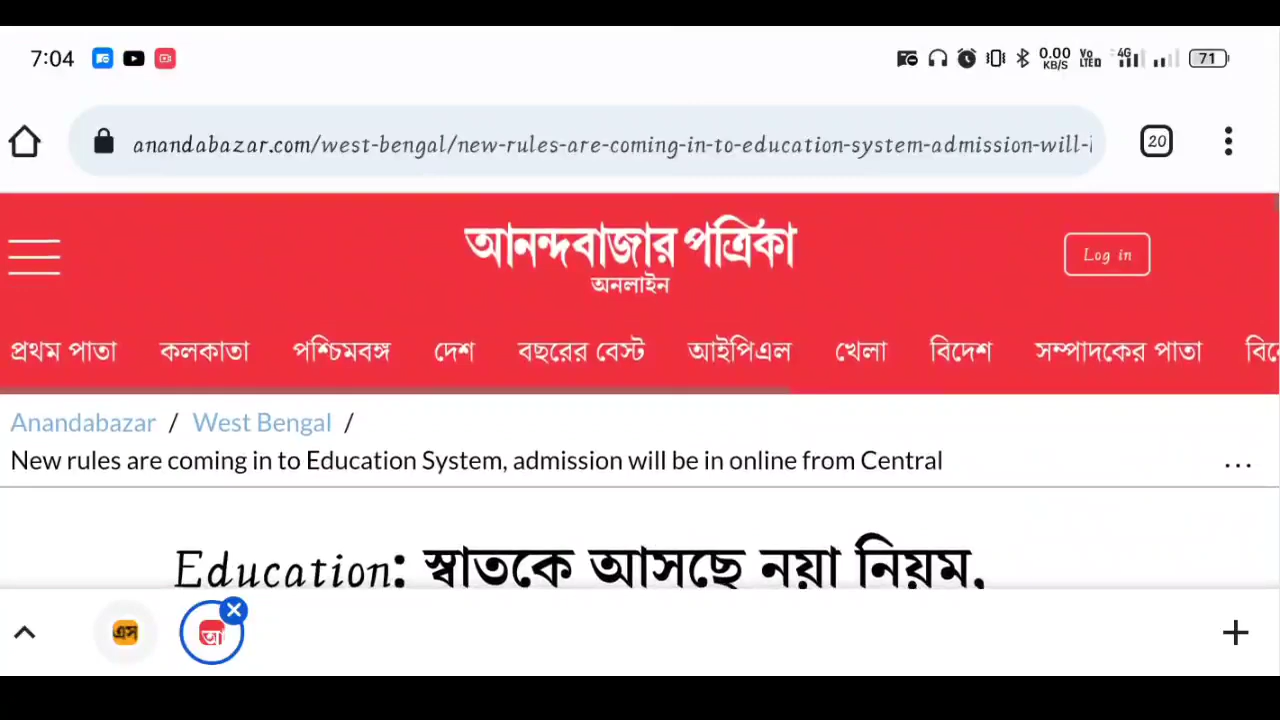 7:04 0.00 KB/S Vo LTE 4G 71
anandabazar.com/west-bengal/new-rules-are-coming-in-to-education-system-admission-will- 20
আনন্দবাজার পত্রিকা
অনলাইন
Log in
প্রথম পাতা কলকাতা পশ্চিমবঙ্গ দেশ বছরের বেস্ট আইপিএল খেলা বিদেশ সম্পাদকের পাতা
Anandabazar / West Bengal /
New rules are coming in to Education System, admission will be in online from Central ...
Education: স্বাতকে আসছে নয়া নিয়ম,
এস আ